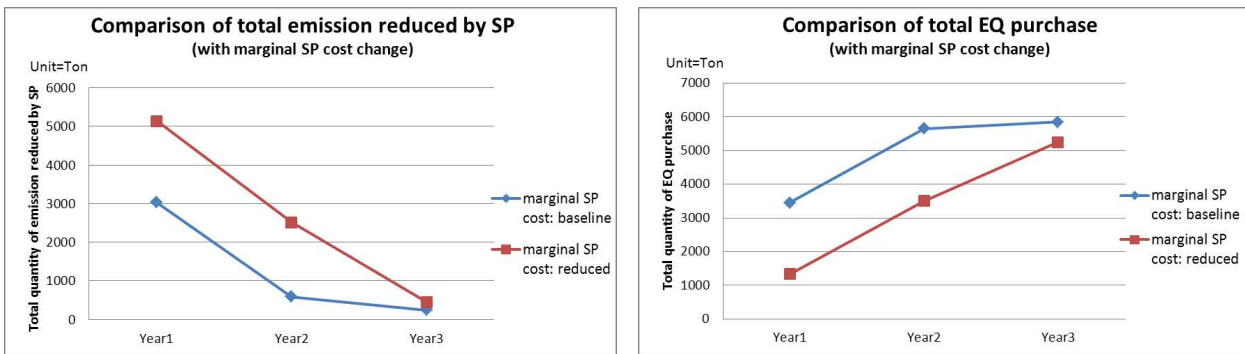 Comparison of total emission reduced by SP
(with marginal SP cost change)
Unit=Ton
Total quantity of emission reduced by SP
6000
5000
4000
3000
2000
1000
0
Year1 Year2 Year3
marginal SP
cost: baseline
marginal SP
cost: reduced
Comparison of total EQ purchase
(with marginal SP cost change)
Unit=Ton
Total quantity of EQ purchase
7000
6000
5000
4000
3000
2000
1000
0
Year1 Year2 Year3
marginal SP
cost: baseline
marginal SP
cost: reduced